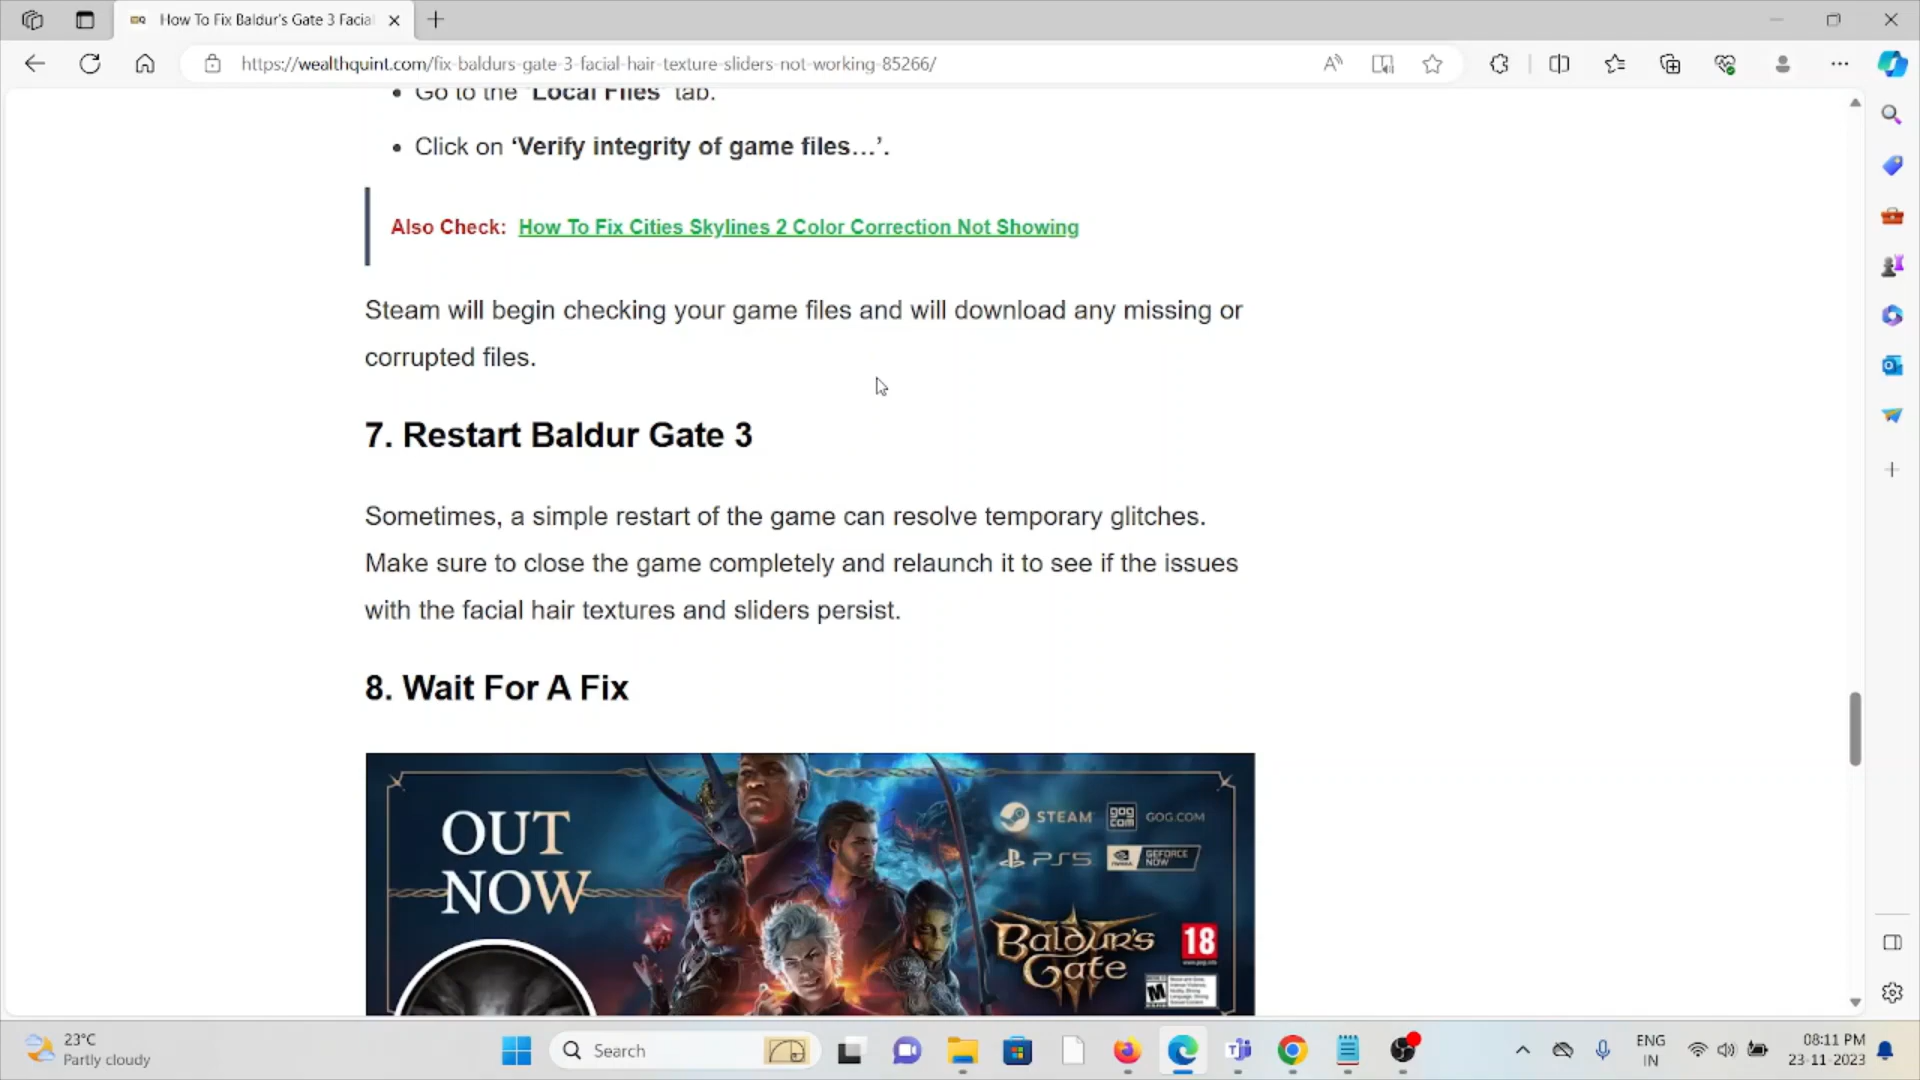 How To Fix Baldur's Gate 3 Facial
https://wealthquint.com/fix-baldurs-gate-3-facial-hair-texture-sliders-not-working-85266/
• Go to the 'Local Files' tab.
• Click on ‘Verify integrity of game files…’.
Also Check: How To Fix Cities Skylines 2 Color Correction Not Showing
Steam will begin checking your game files and will download any missing or
corrupted files.
7. Restart Baldur Gate 3
Sometimes, a simple restart of the game can resolve temporary glitches.
Make sure to close the game completely and relaunch it to see if the issues
with the facial hair textures and sliders persist.
8. Wait For A Fix
OUT
NOW
STEAM
GOG.COM
GOG.COM
PS5
GEFORCE
NOW
BALDUR'S
GATE
18
M
23°C
Partly cloudy
Search
ENG
IN
08:11 PM
23-11-2023